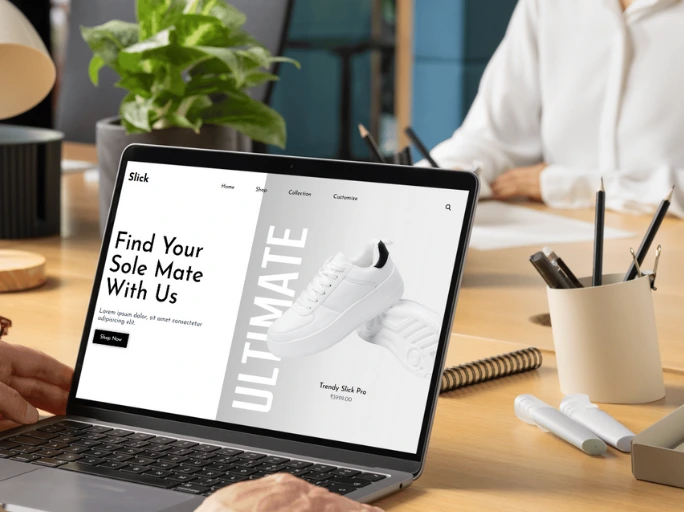 Slick
Home Shop Collection Customize
Find Your
Sole Mate
With Us
Lorem ipsum dolor, sit amet consectetur
adipisicing elit.
Shop Now
ULTIMATE
Trendy Slick Pro
₹3999.00